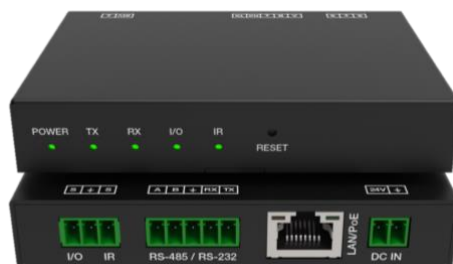 POWER TX RX I/O IR
RESET
S ⏚ S A B ⏚ RX TX 24V ⏚
LAN/PoE
I/O IR RS-485 / RS-232 DC IN